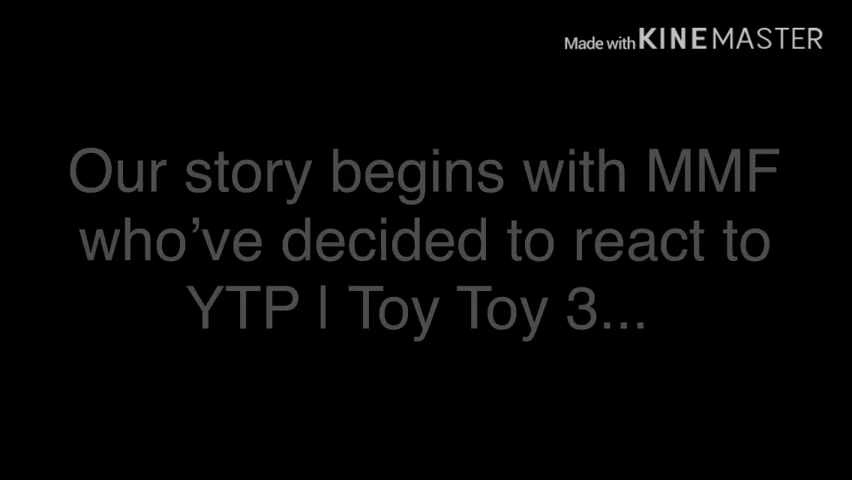 Made with KINEMASTER
Our story begins with MMF
who’ve decided to react to
YTP | Toy Toy 3...